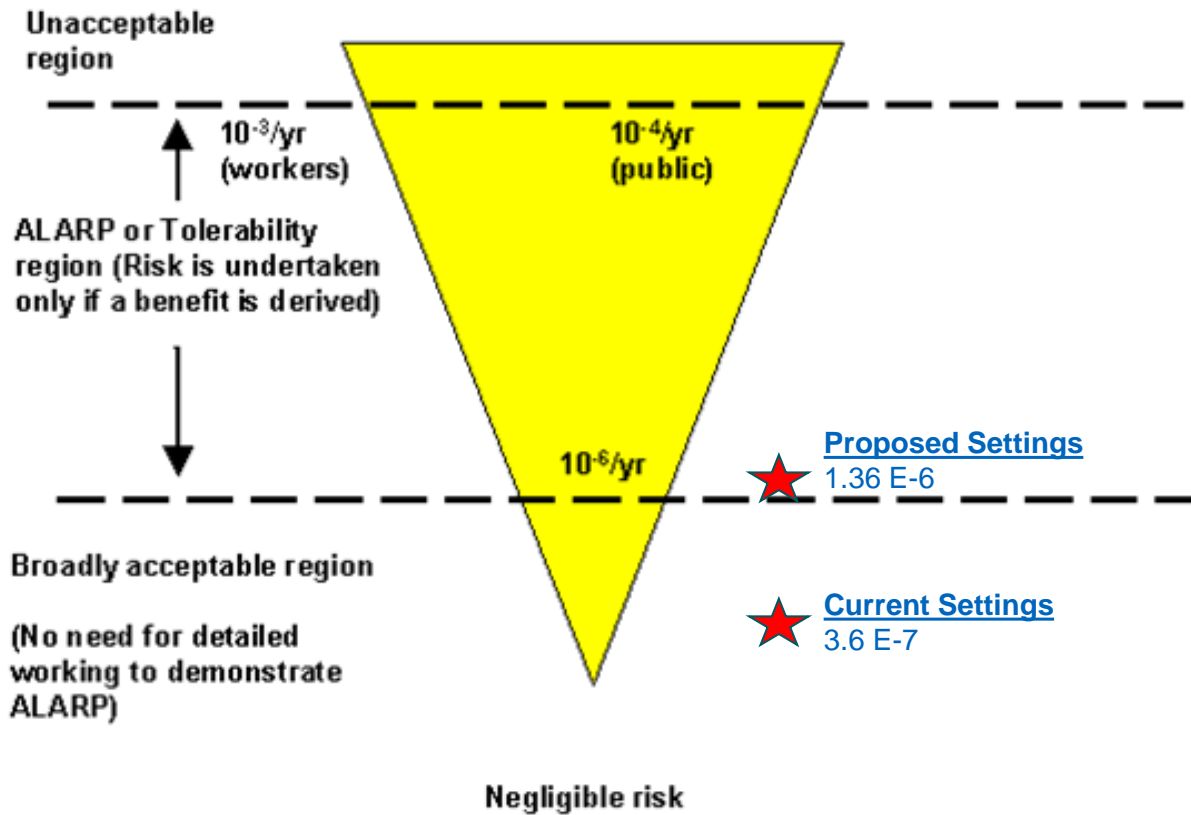 Unacceptable
region
10⁻³/yr
(workers)
10⁻⁴/yr
(public)
ALARP or Tolerability
region (Risk is undertaken
only if a benefit is derived)
Proposed Settings
1.36 E-6
10⁻⁶/yr
Broadly acceptable region
Current Settings
3.6 E-7
(No need for detailed
working to demonstrate
ALARP)
Negligible risk